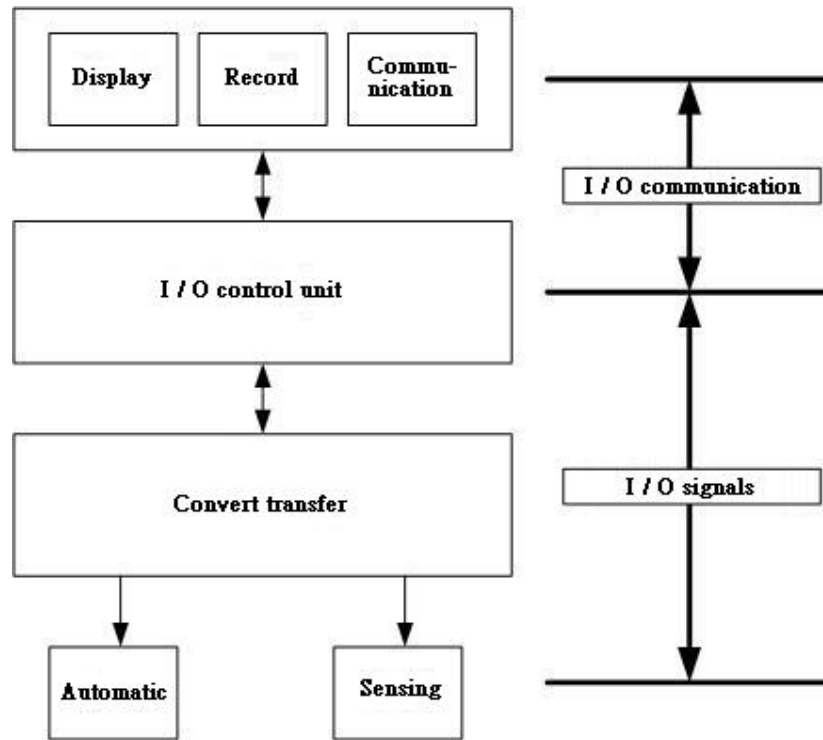 Display
Record
Commu-
nication
I / O communication
I / O control unit
Convert transfer
I / O signals
Automatic
Sensing